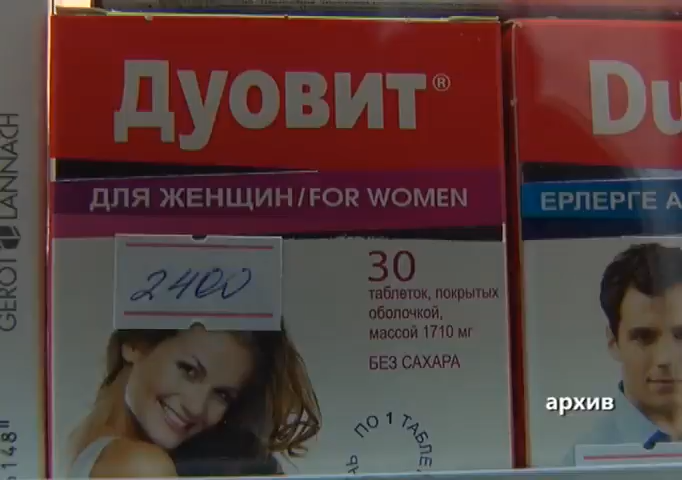 Дуовит®
ДЛЯ ЖЕНЩИН/FOR WOMEN
2400
30
таблеток, покрытых
оболочкой,
массой 1710 мг
БЕЗ САХАРА
ПО 1 ТАБЛЕ
Du
ЕРЛЕРГЕ А
архив
GEROT LANNACH
148"